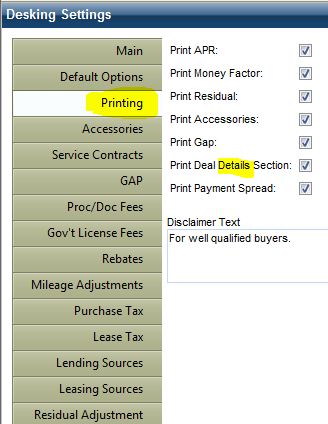 Desking Settings
Main
Default Options
Printing
Accessories
Service Contracts
GAP
Proc/Doc Fees
Gov't License Fees
Rebates
Mileage Adjustments
Purchase Tax
Lease Tax
Lending Sources
Leasing Sources
Residual Adjustment
Print APR:
Print Money Factor:
Print Residual:
Print Accessories:
Print Gap:
Print Deal Details Section:
Print Payment Spread:
Disclaimer Text
For well qualified buyers.